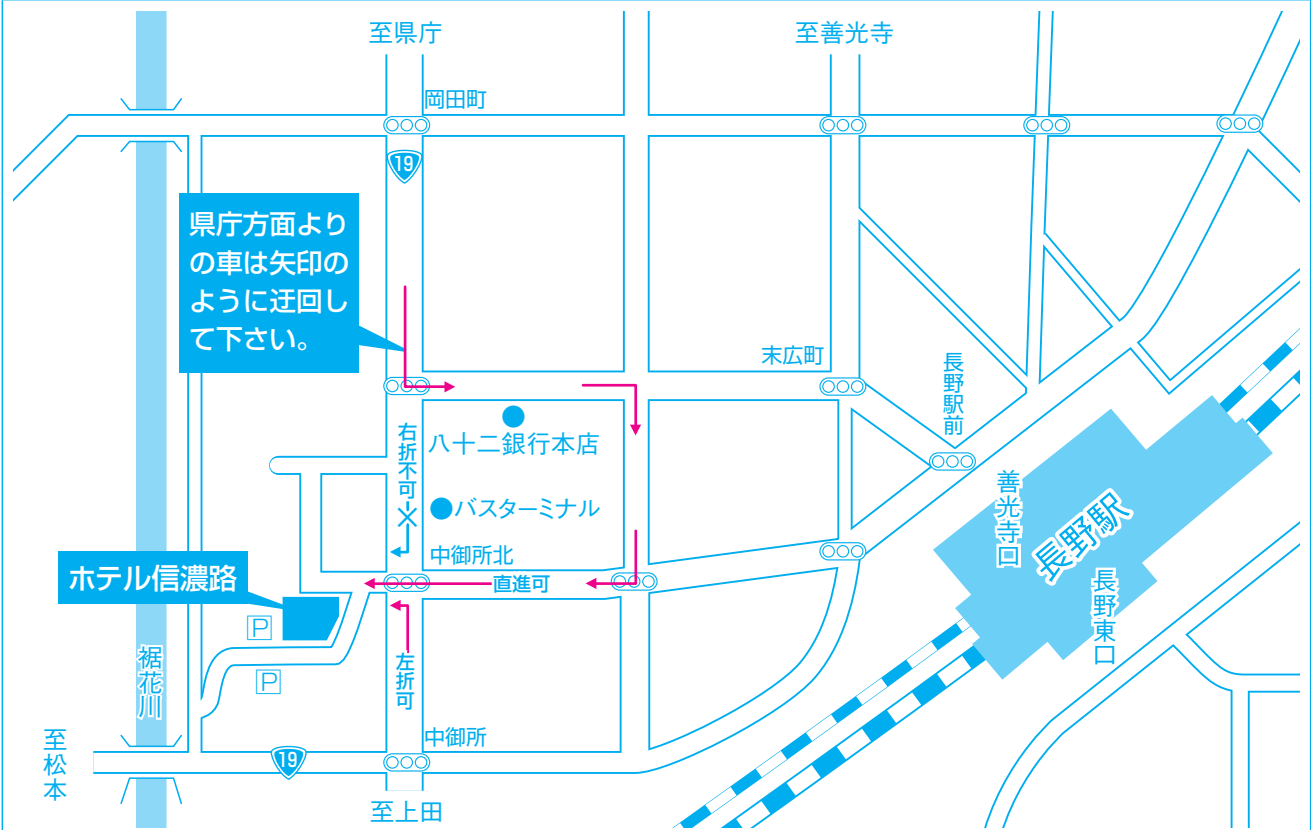 至県庁
至善光寺
岡田町
19
県庁方面より
の車は矢印の
ように迂回し
て下さい。
末広町
長野駅前
右折不可
八十二銀行本店
バスターミナル
善光寺口
長野駅
長野東口
中御所北
直進可
ホテル信濃路
P
P
裾花川
左折可
至松本
19
中御所
至上田